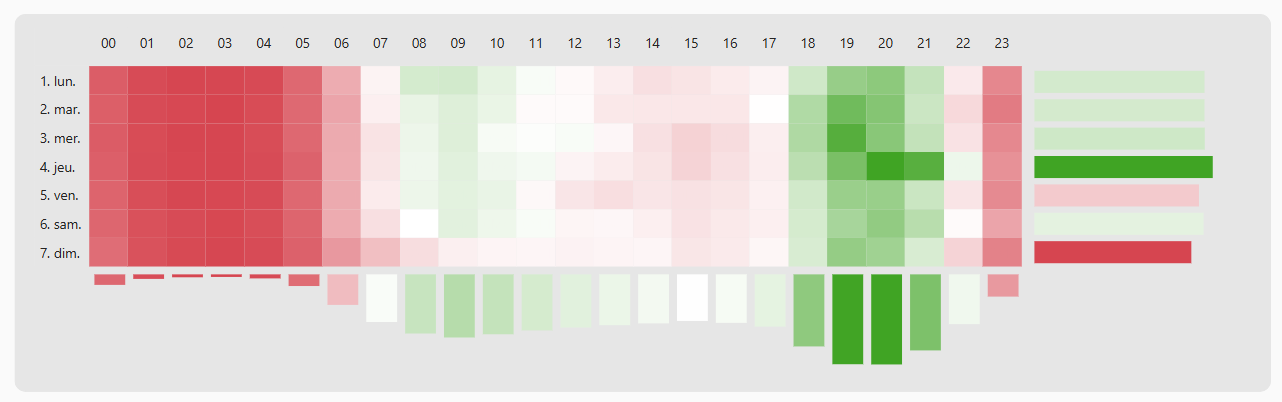 00 01 02 03 04 05 06 07 08 09 10 11 12 13 14 15 16 17 18 19 20 21 22 23
1. lun.
2. mar.
3. mer.
4. jeu.
5. ven.
6. sam.
7. dim.